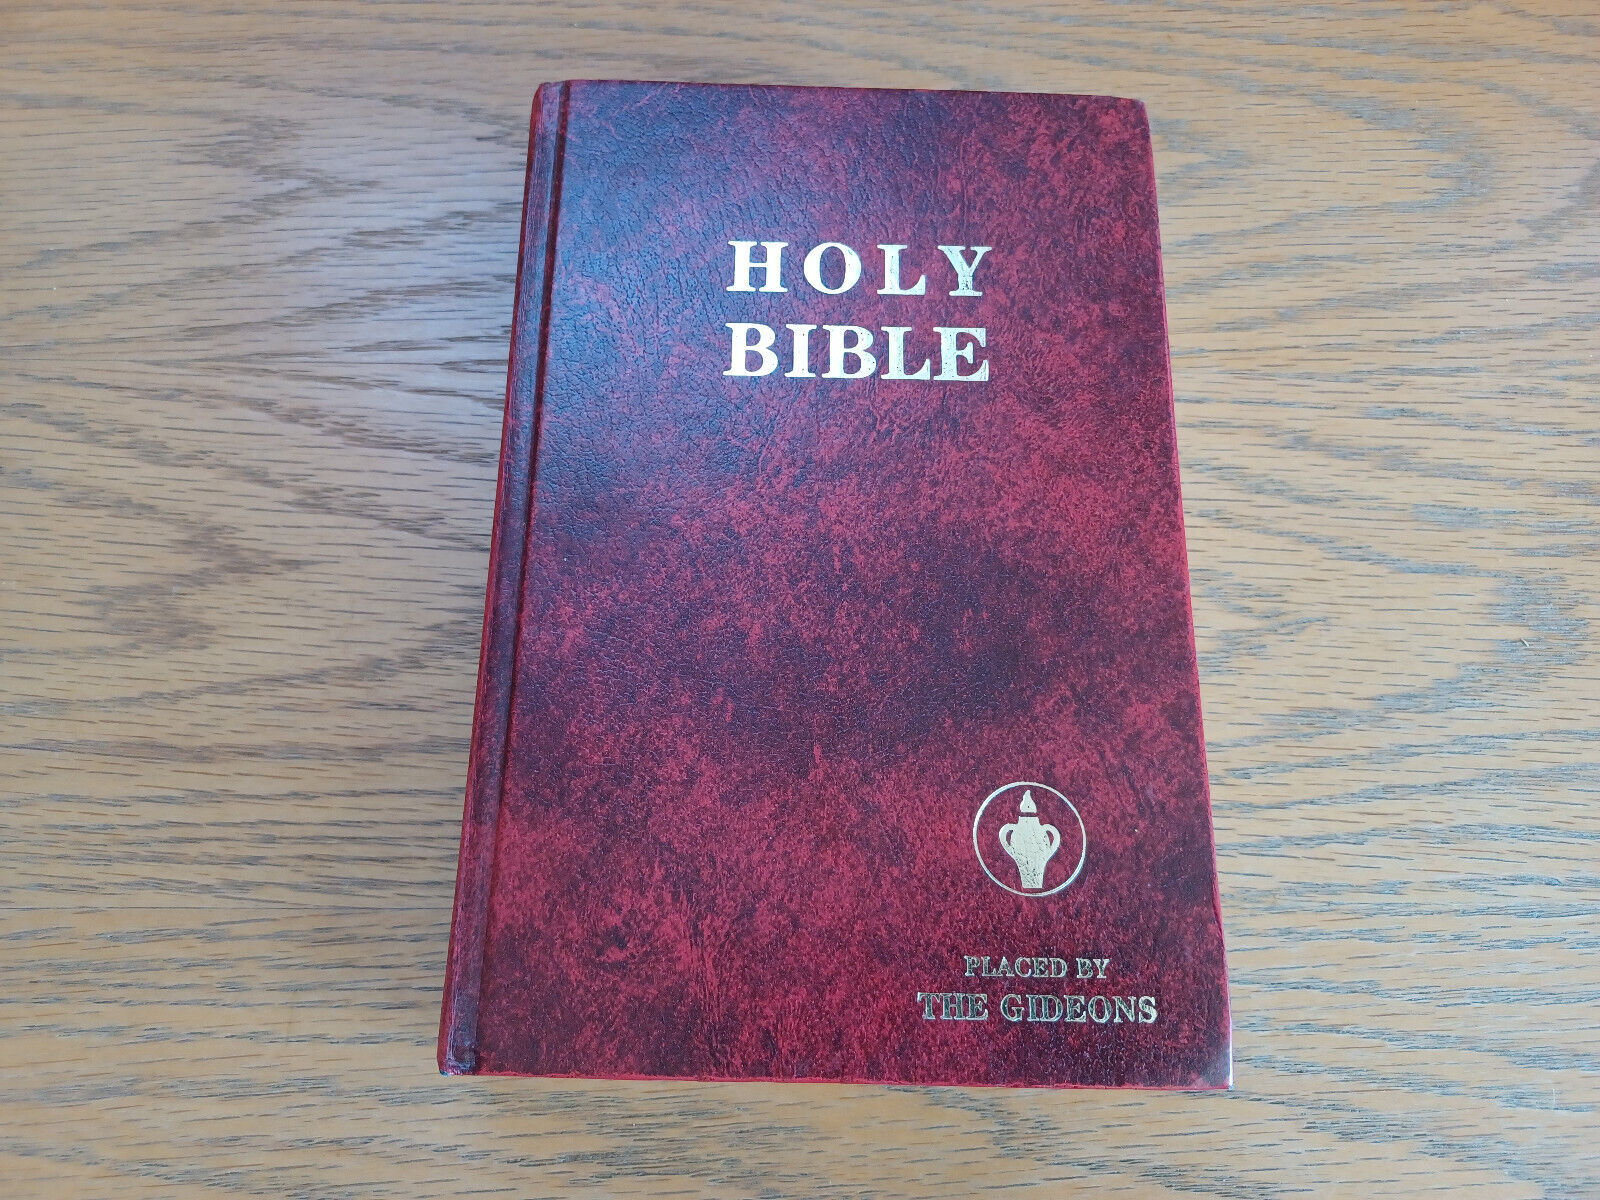 HOLY
BIBLE
PLACED BY
THE GIDEONS